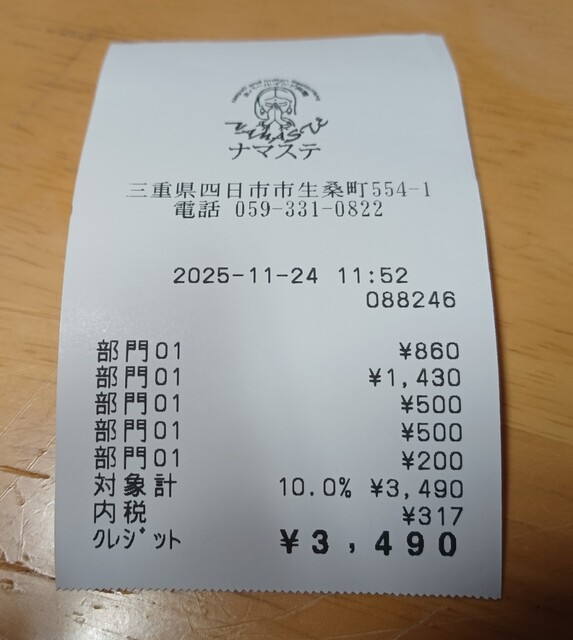 ナマステ
三重県四日市市生桑町554-1
電話 059-331-0822
2025-11-24 11:52
088246
部門01 ¥860
部門01 ¥1,430
部門01 ¥500
部門01 ¥500
部門01 ¥200
対象計 10.0% ¥3,490
内税 ¥317
クレジット ¥3,490